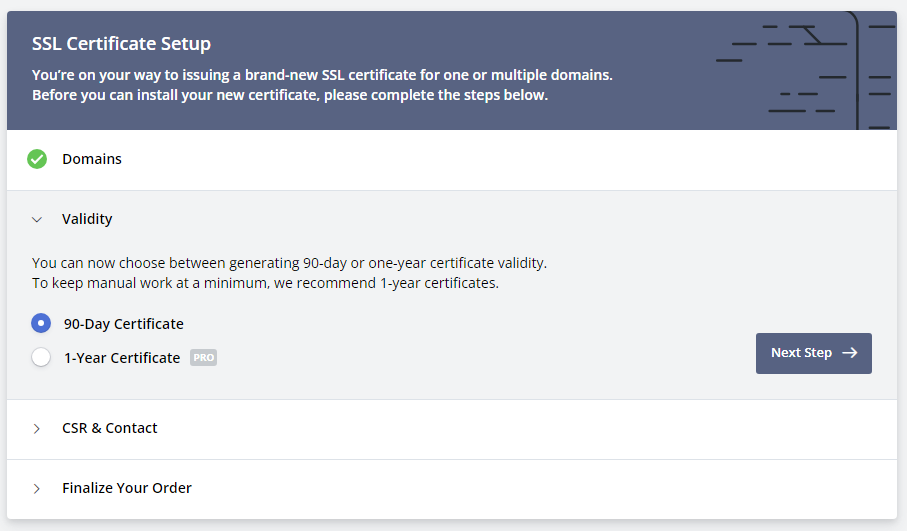 SSL Certificate Setup
You’re on your way to issuing a brand-new SSL certificate for one or multiple domains.
Before you can install your new certificate, please complete the steps below.
Domains
Validity
You can now choose between generating 90-day or one-year certificate validity.
To keep manual work at a minimum, we recommend 1-year certificates.
90-Day Certificate
1-Year Certificate PRO
Next Step
CSR & Contact
Finalize Your Order